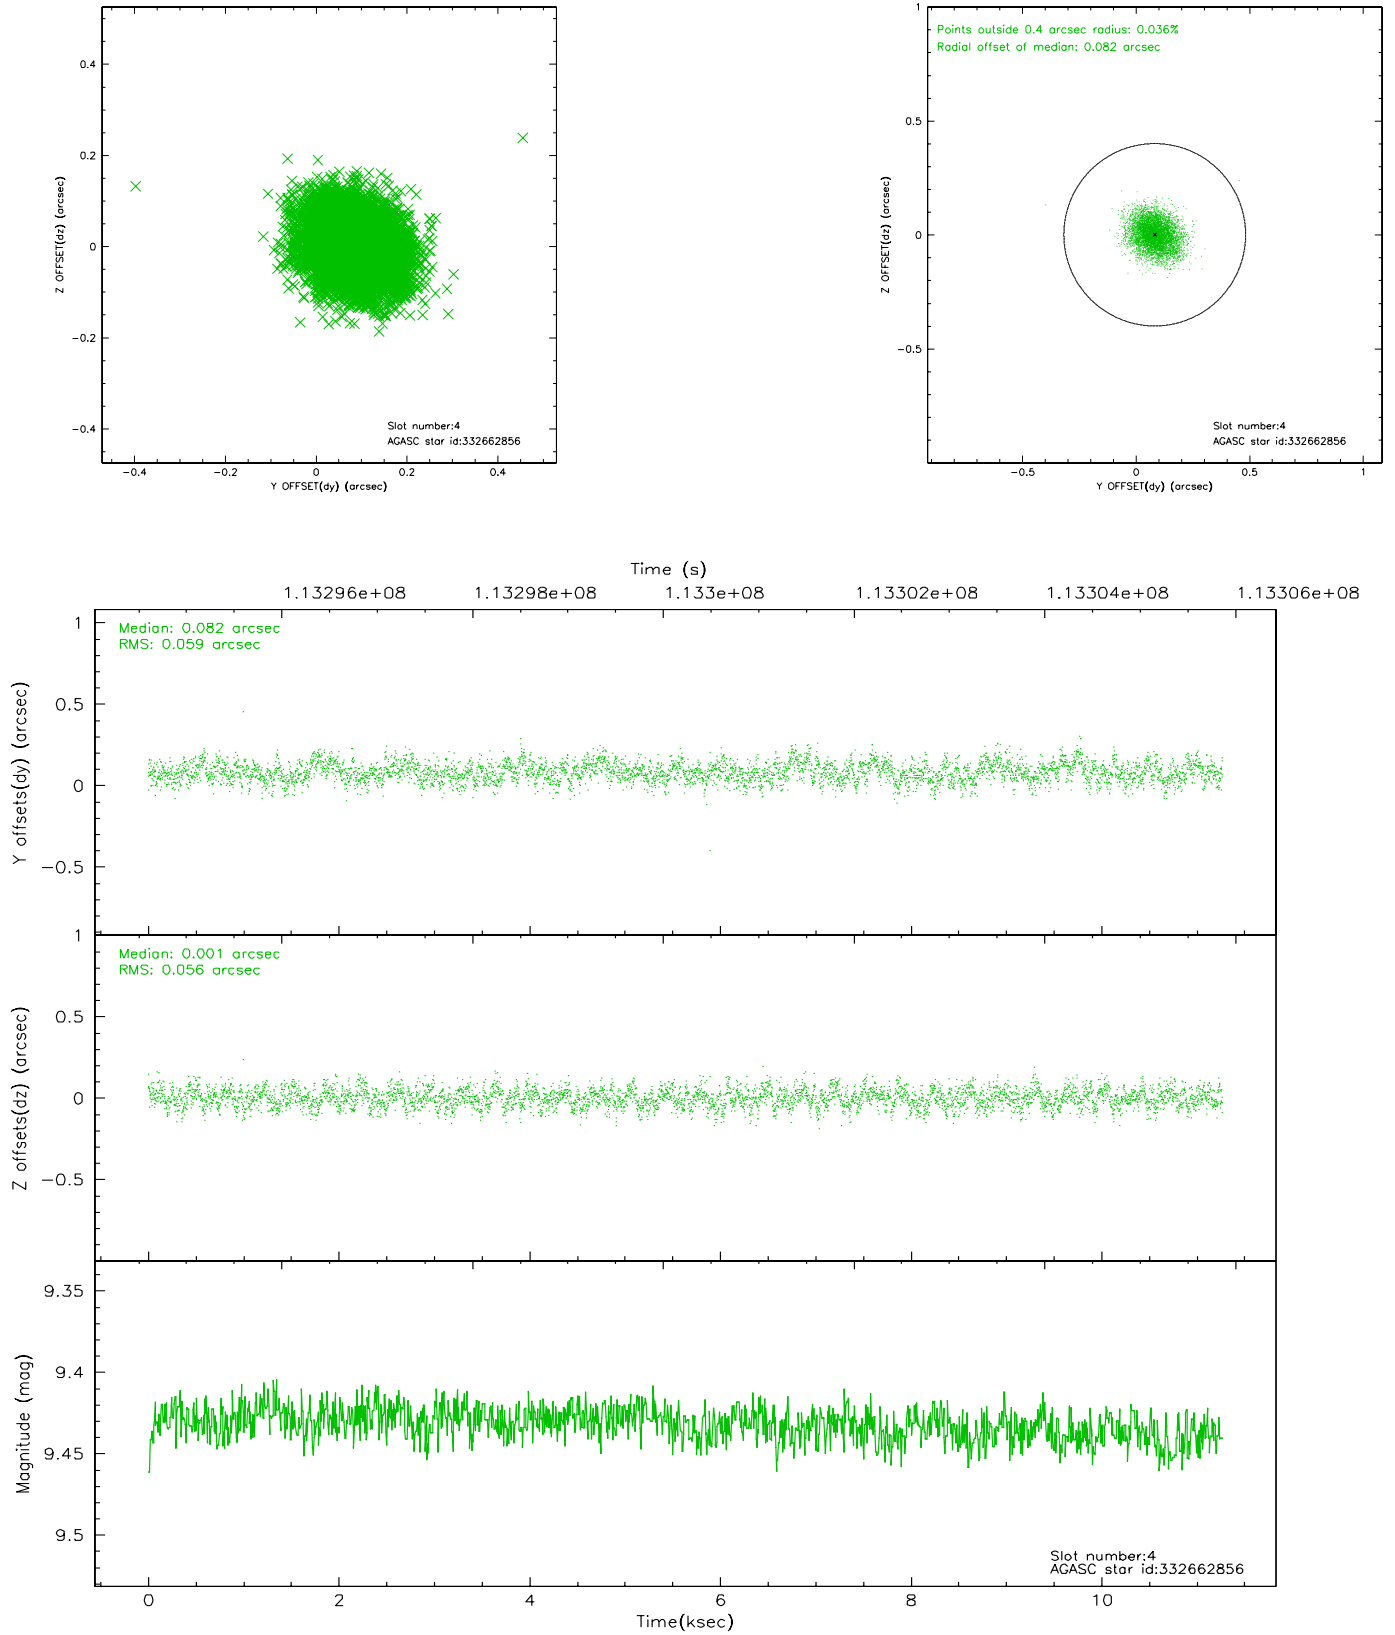 0.4
0.2
0
−0.2
−0.4
Z OFFSET(dz) (arcsec)
Slot number:4
AGASC star id:332662856
−0.4 −0.2 0 0.2 0.4
Y OFFSET(dy) (arcsec)
Points outside 0.4 arcsec radius: 0.036%
Radial offset of median: 0.082 arcsec
1
0.5
0
−0.5
Z OFFSET(dz) (arcsec)
Slot number:4
AGASC star id:332662856
−0.5 0 0.5 1
Y OFFSET(dy) (arcsec)
Time (s)
1.13296e+08 1.13298e+08 1.133e+08 1.13302e+08 1.13304e+08 1.13306e+08
Median: 0.082 arcsec
RMS: 0.059 arcsec
1
0.5
0
−0.5
Y offsets(dy) (arcsec)
Median: 0.001 arcsec
RMS: 0.056 arcsec
1
0.5
0
−0.5
Z offsets(dz) (arcsec)
9.35
9.4
9.45
9.5
Magnitude (mag)
Slot number:4
AGASC star id:332662856
0 2 4 6 8 10
Time(ksec)